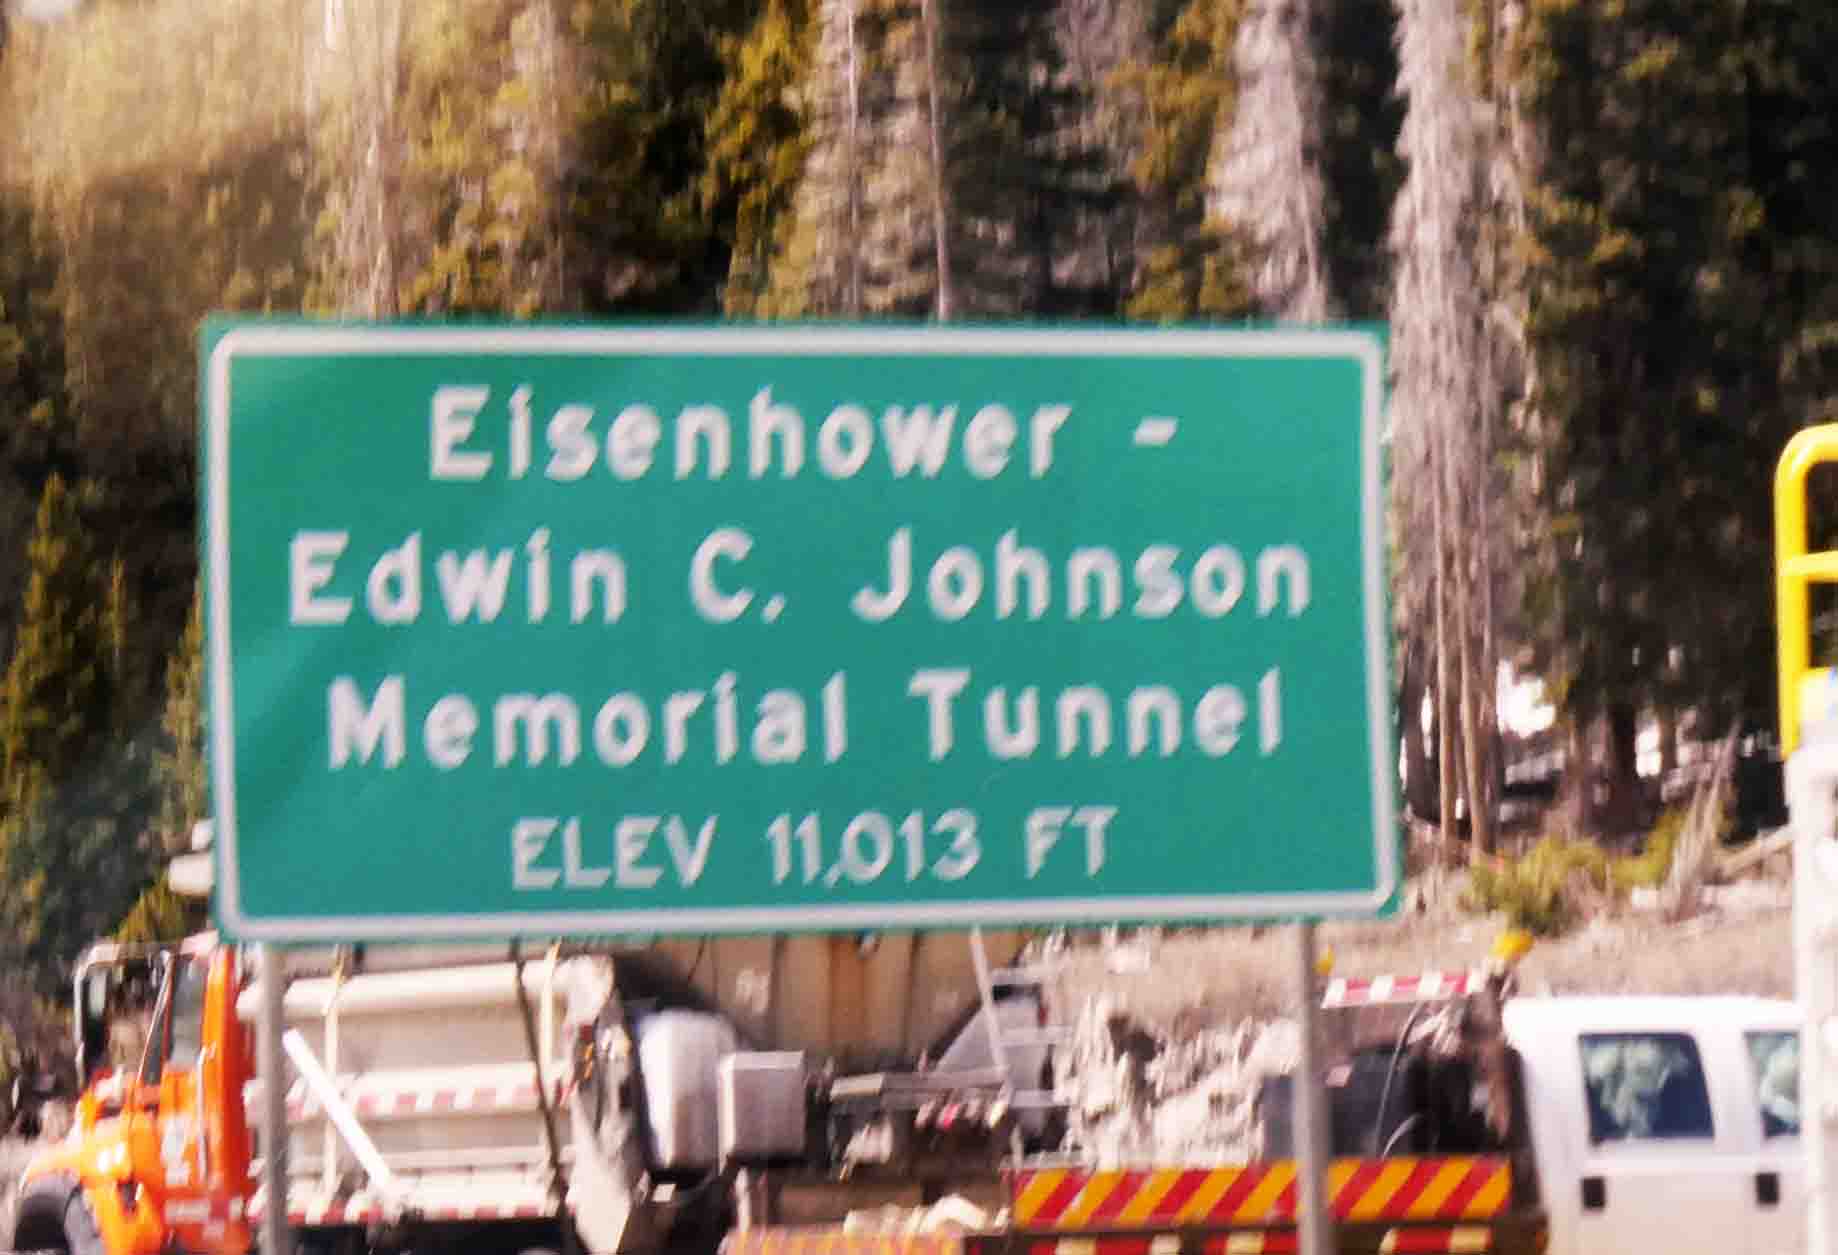 Eisenhower -
Edwin C. Johnson
Memorial Tunnel
ELEV 11,013 FT